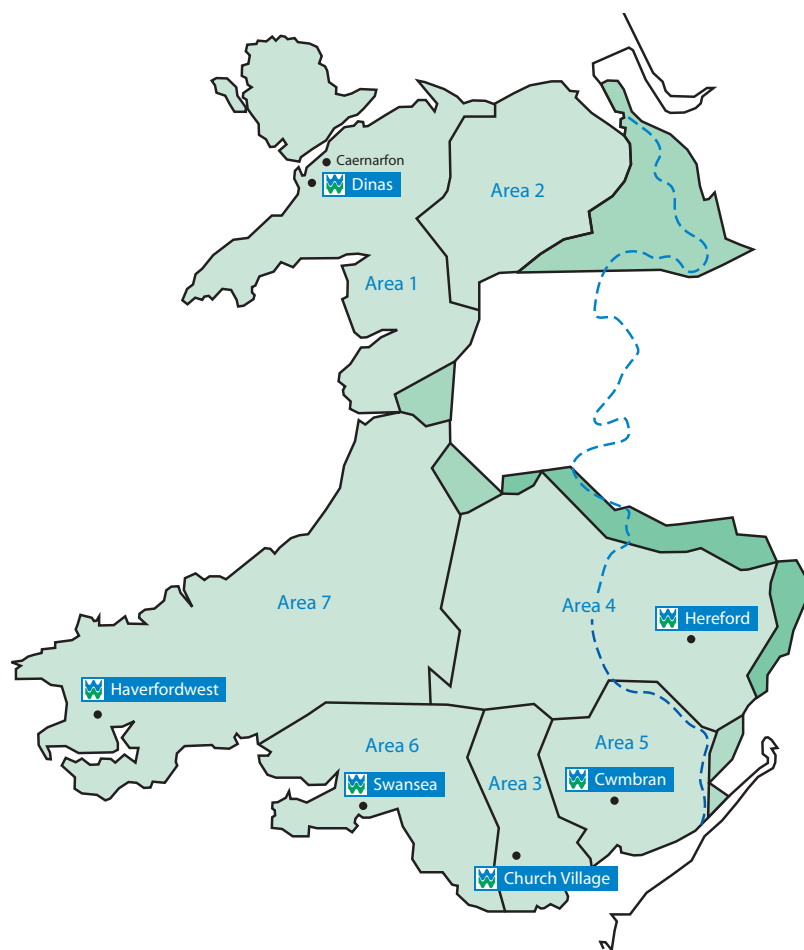 Caernarfon
Dinas
Area 2
Area 1
Area 7
Area 4
Hereford
Haverfordwest
Area 6
Area 5
Area 3
Swansea
Cwmbran
Church Village